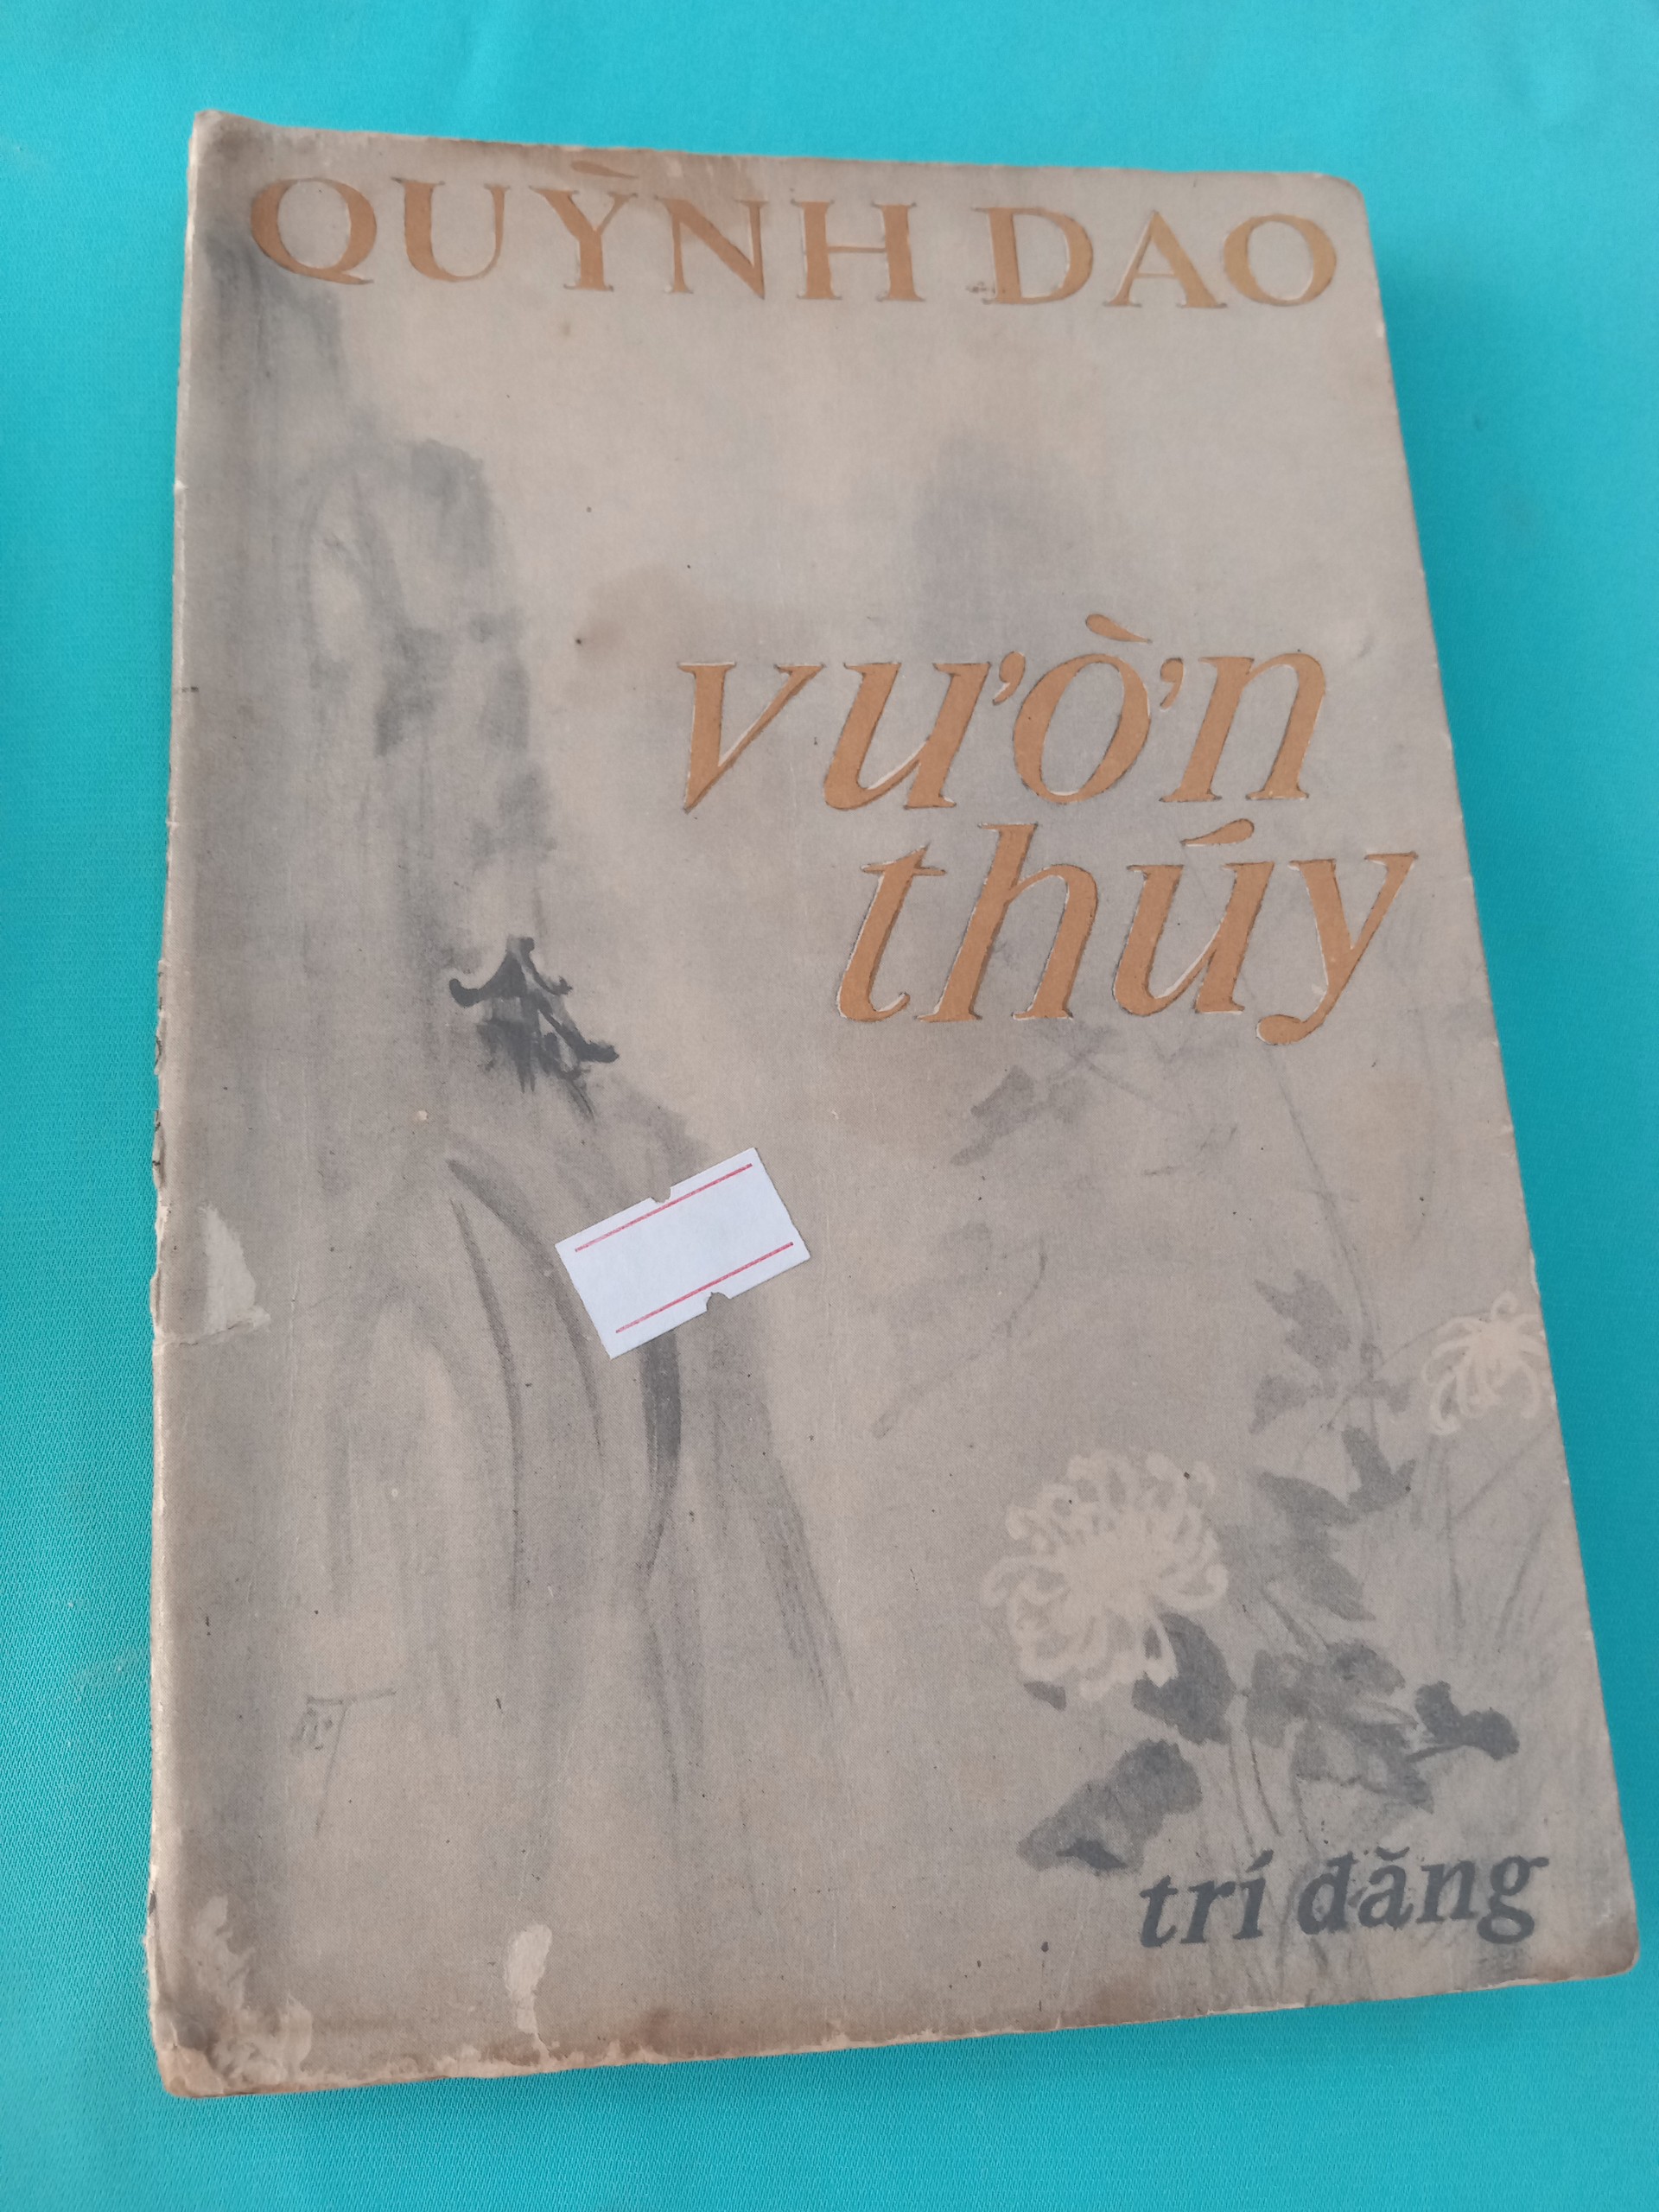 QUỲNH DAO
vườn
thúy
trí đăng